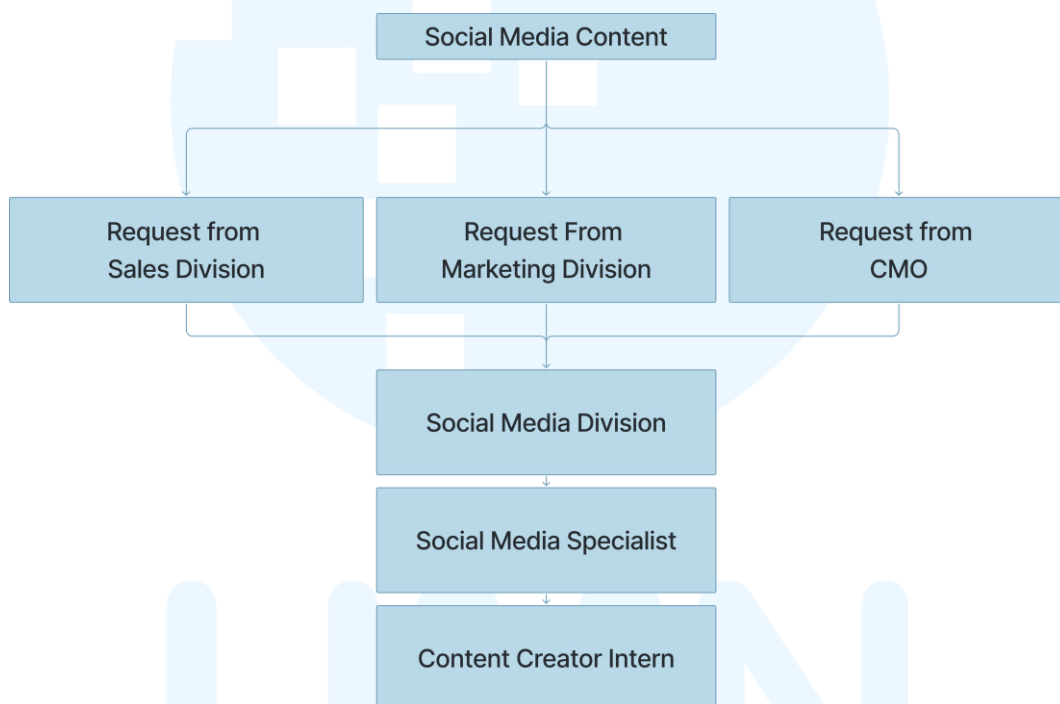 Social Media Content
Request from
Sales Division
Request From
Marketing Division
Request from
CMO
Social Media Division
Social Media Specialist
Content Creator Intern